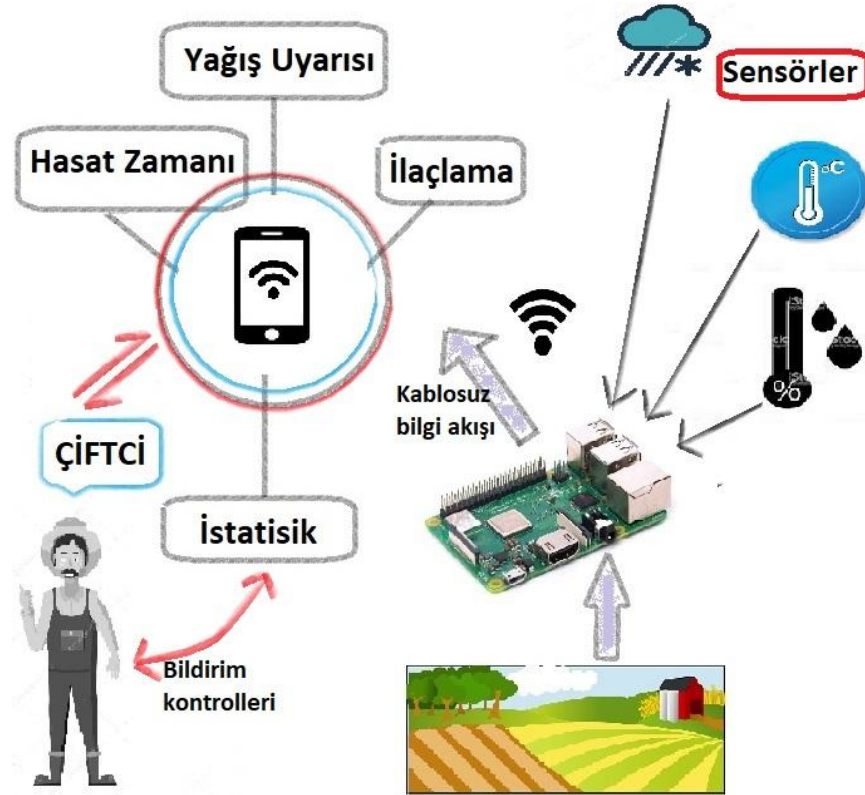 Yağış Uyarısı
Sensörler
Hasat Zamanı
İlaçlama
°C
%
Kablosuz
bilgi akışı
ÇİFTCİ
İstatisik
Bildirim
kontrolleri